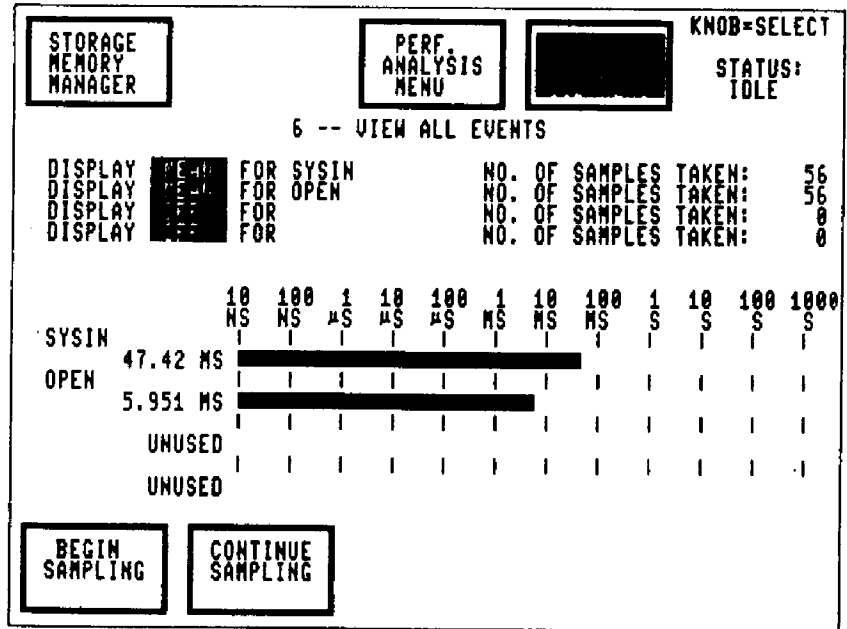 STORAGE
MEMORY
MANAGER
PERF.
ANALYSIS
MENU
KNOB=SELECT
STATUS:
IDLE
6 -- VIEW ALL EVENTS
DISPLAY FOR SYSIN NO. OF SAMPLES TAKEN: 56
DISPLAY FOR OPEN NO. OF SAMPLES TAKEN: 56
DISPLAY FOR NO. OF SAMPLES TAKEN: 0
DISPLAY FOR NO. OF SAMPLES TAKEN: 0
10 100 1 10 100 1 10 100 1 10 100 1000
NS NS µS µS µS MS MS MS S S S S
SYSIN
47.42 MS
OPEN
5.951 MS
UNUSED
UNUSED
BEGIN
SAMPLING
CONTINUE
SAMPLING